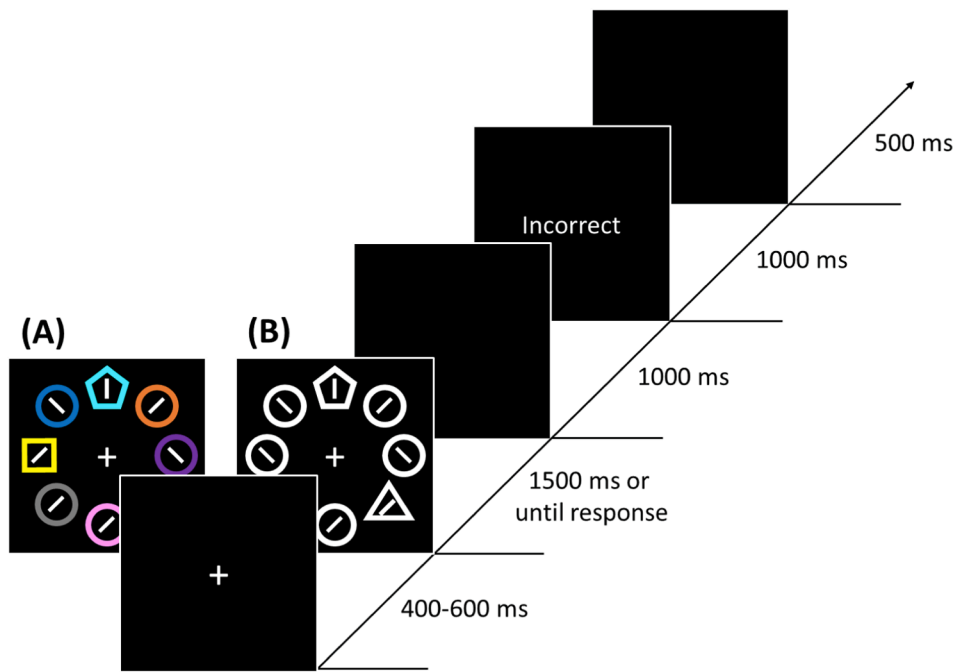 500 ms
Incorrect
1000 ms
(A)
(B)
1000 ms
1500 ms or
until response
400-600 ms